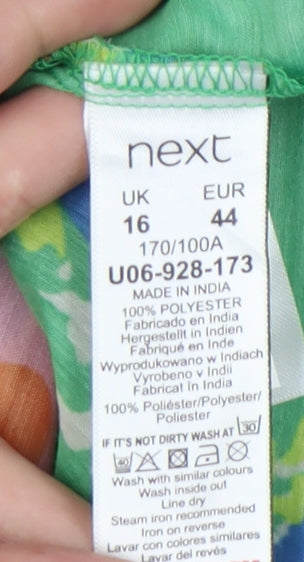 next
UK EUR
16 44
170/100A
U06-928-173
MADE IN INDIA
100% POLYESTER
Fabricado en India
Hergestellt in Indien
Fabriqué en Inde
Wyprodukowano w Indiach
Vyrobeno v Indii
Fabricat în India
100% Poliéster/Polyester/
Poliester
IF IT'S NOT DIRTY WASH AT 30
40
Wash with similar colours
Wash inside out
Line dry
Steam iron recommended
Iron on reverse
Lavar con colores similares
Lavar del revés